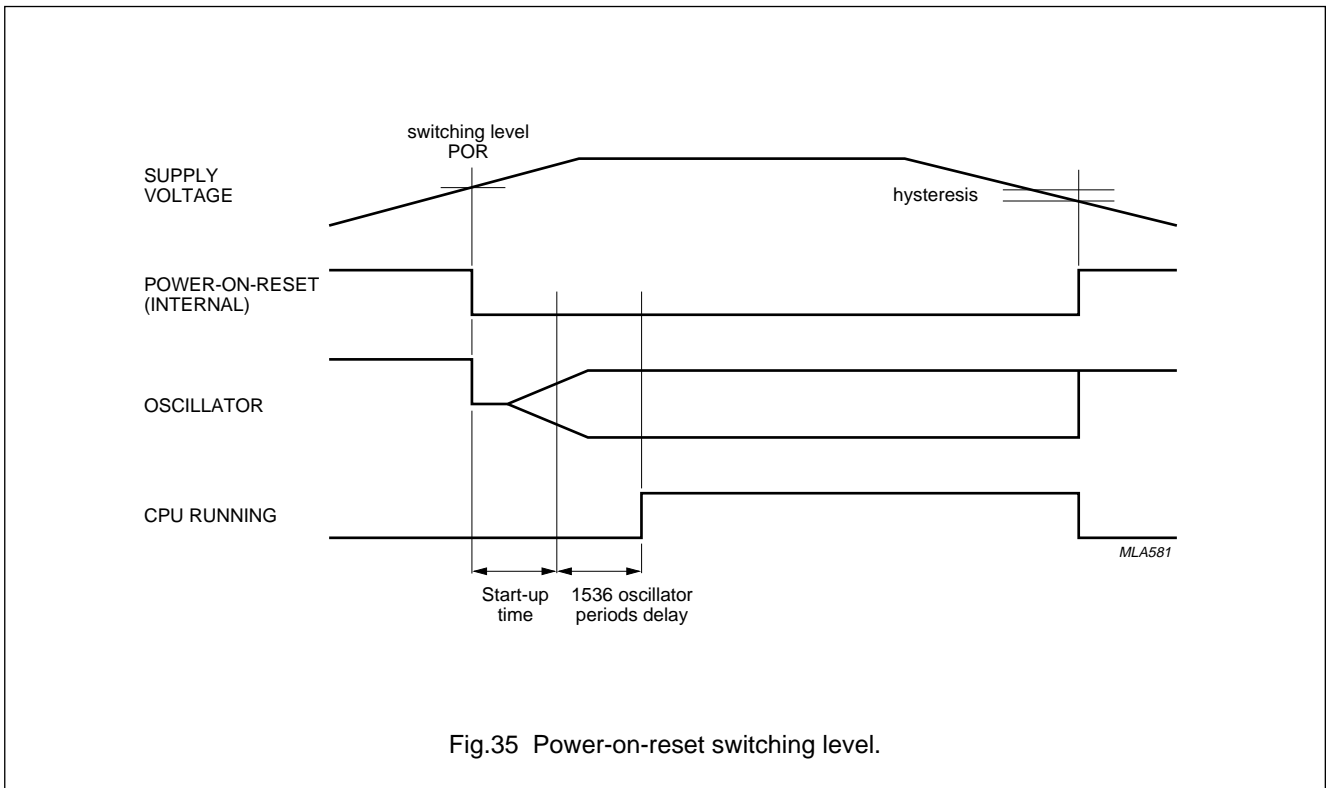 switching level
POR
SUPPLY
VOLTAGE
hysteresis
POWER-ON-RESET
(INTERNAL)
OSCILLATOR
CPU RUNNING
MLA581
Start-up
time
1536 oscillator
periods delay
Fig.35 Power-on-reset switching level.